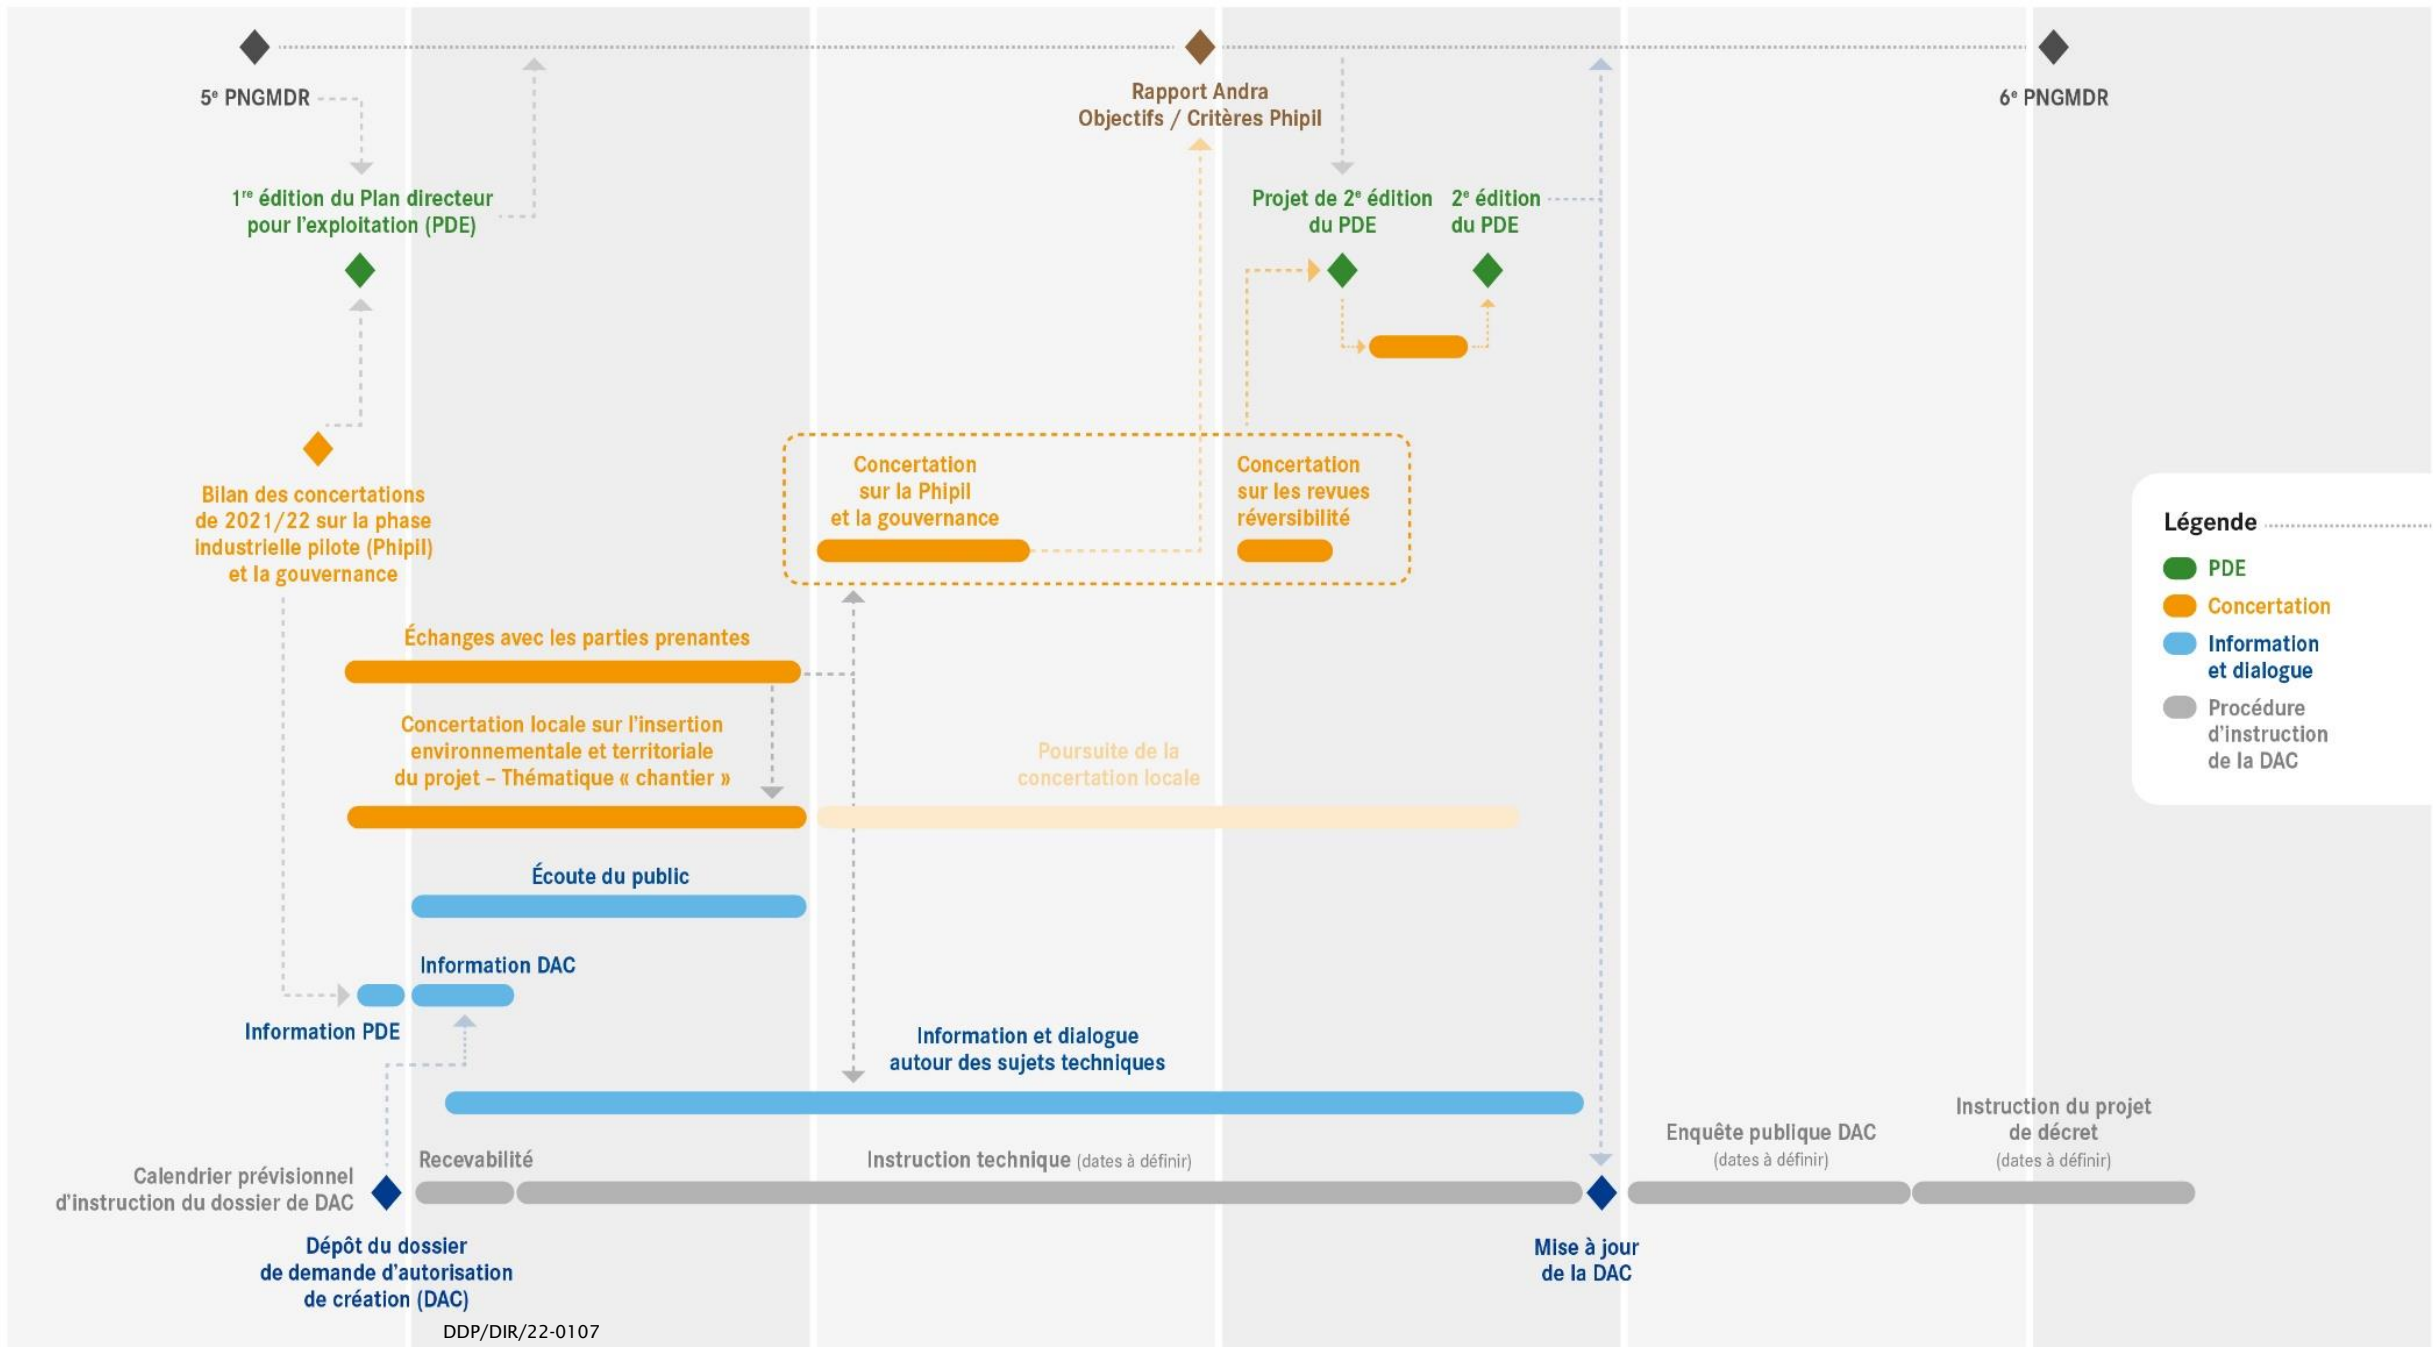 5e PNGMDR
Rapport Andra
Objectifs / Critères Phipil
6e PNGMDR
1re édition du Plan directeur
pour l'exploitation (PDE)
Projet de 2e édition
du PDE
2e édition
du PDE
Bilan des concertations
de 2021/22 sur la phase
industrielle pilote (Phipil)
et la gouvernance
Concertation
sur la Phipil
et la gouvernance
Concertation
sur les revues
réversibilité
Légende
PDE
Concertation
Information
et dialogue
Procédure
d'instruction
de la DAC
Échanges avec les parties prenantes
Concertation locale sur l'insertion
environnementale et territoriale
du projet – Thématique « chantier »
Poursuite de la
concertation locale
Écoute du public
Information DAC
Information PDE
Information et dialogue
autour des sujets techniques
Calendrier prévisionnel
d'instruction du dossier de DAC
Recevabilité
Instruction technique (dates à définir)
Enquête publique DAC
(dates à définir)
Instruction du projet
de décret
(dates à définir)
Dépôt du dossier
de demande d'autorisation
de création (DAC)
Mise à jour
de la DAC
DDP/DIR/22-0107